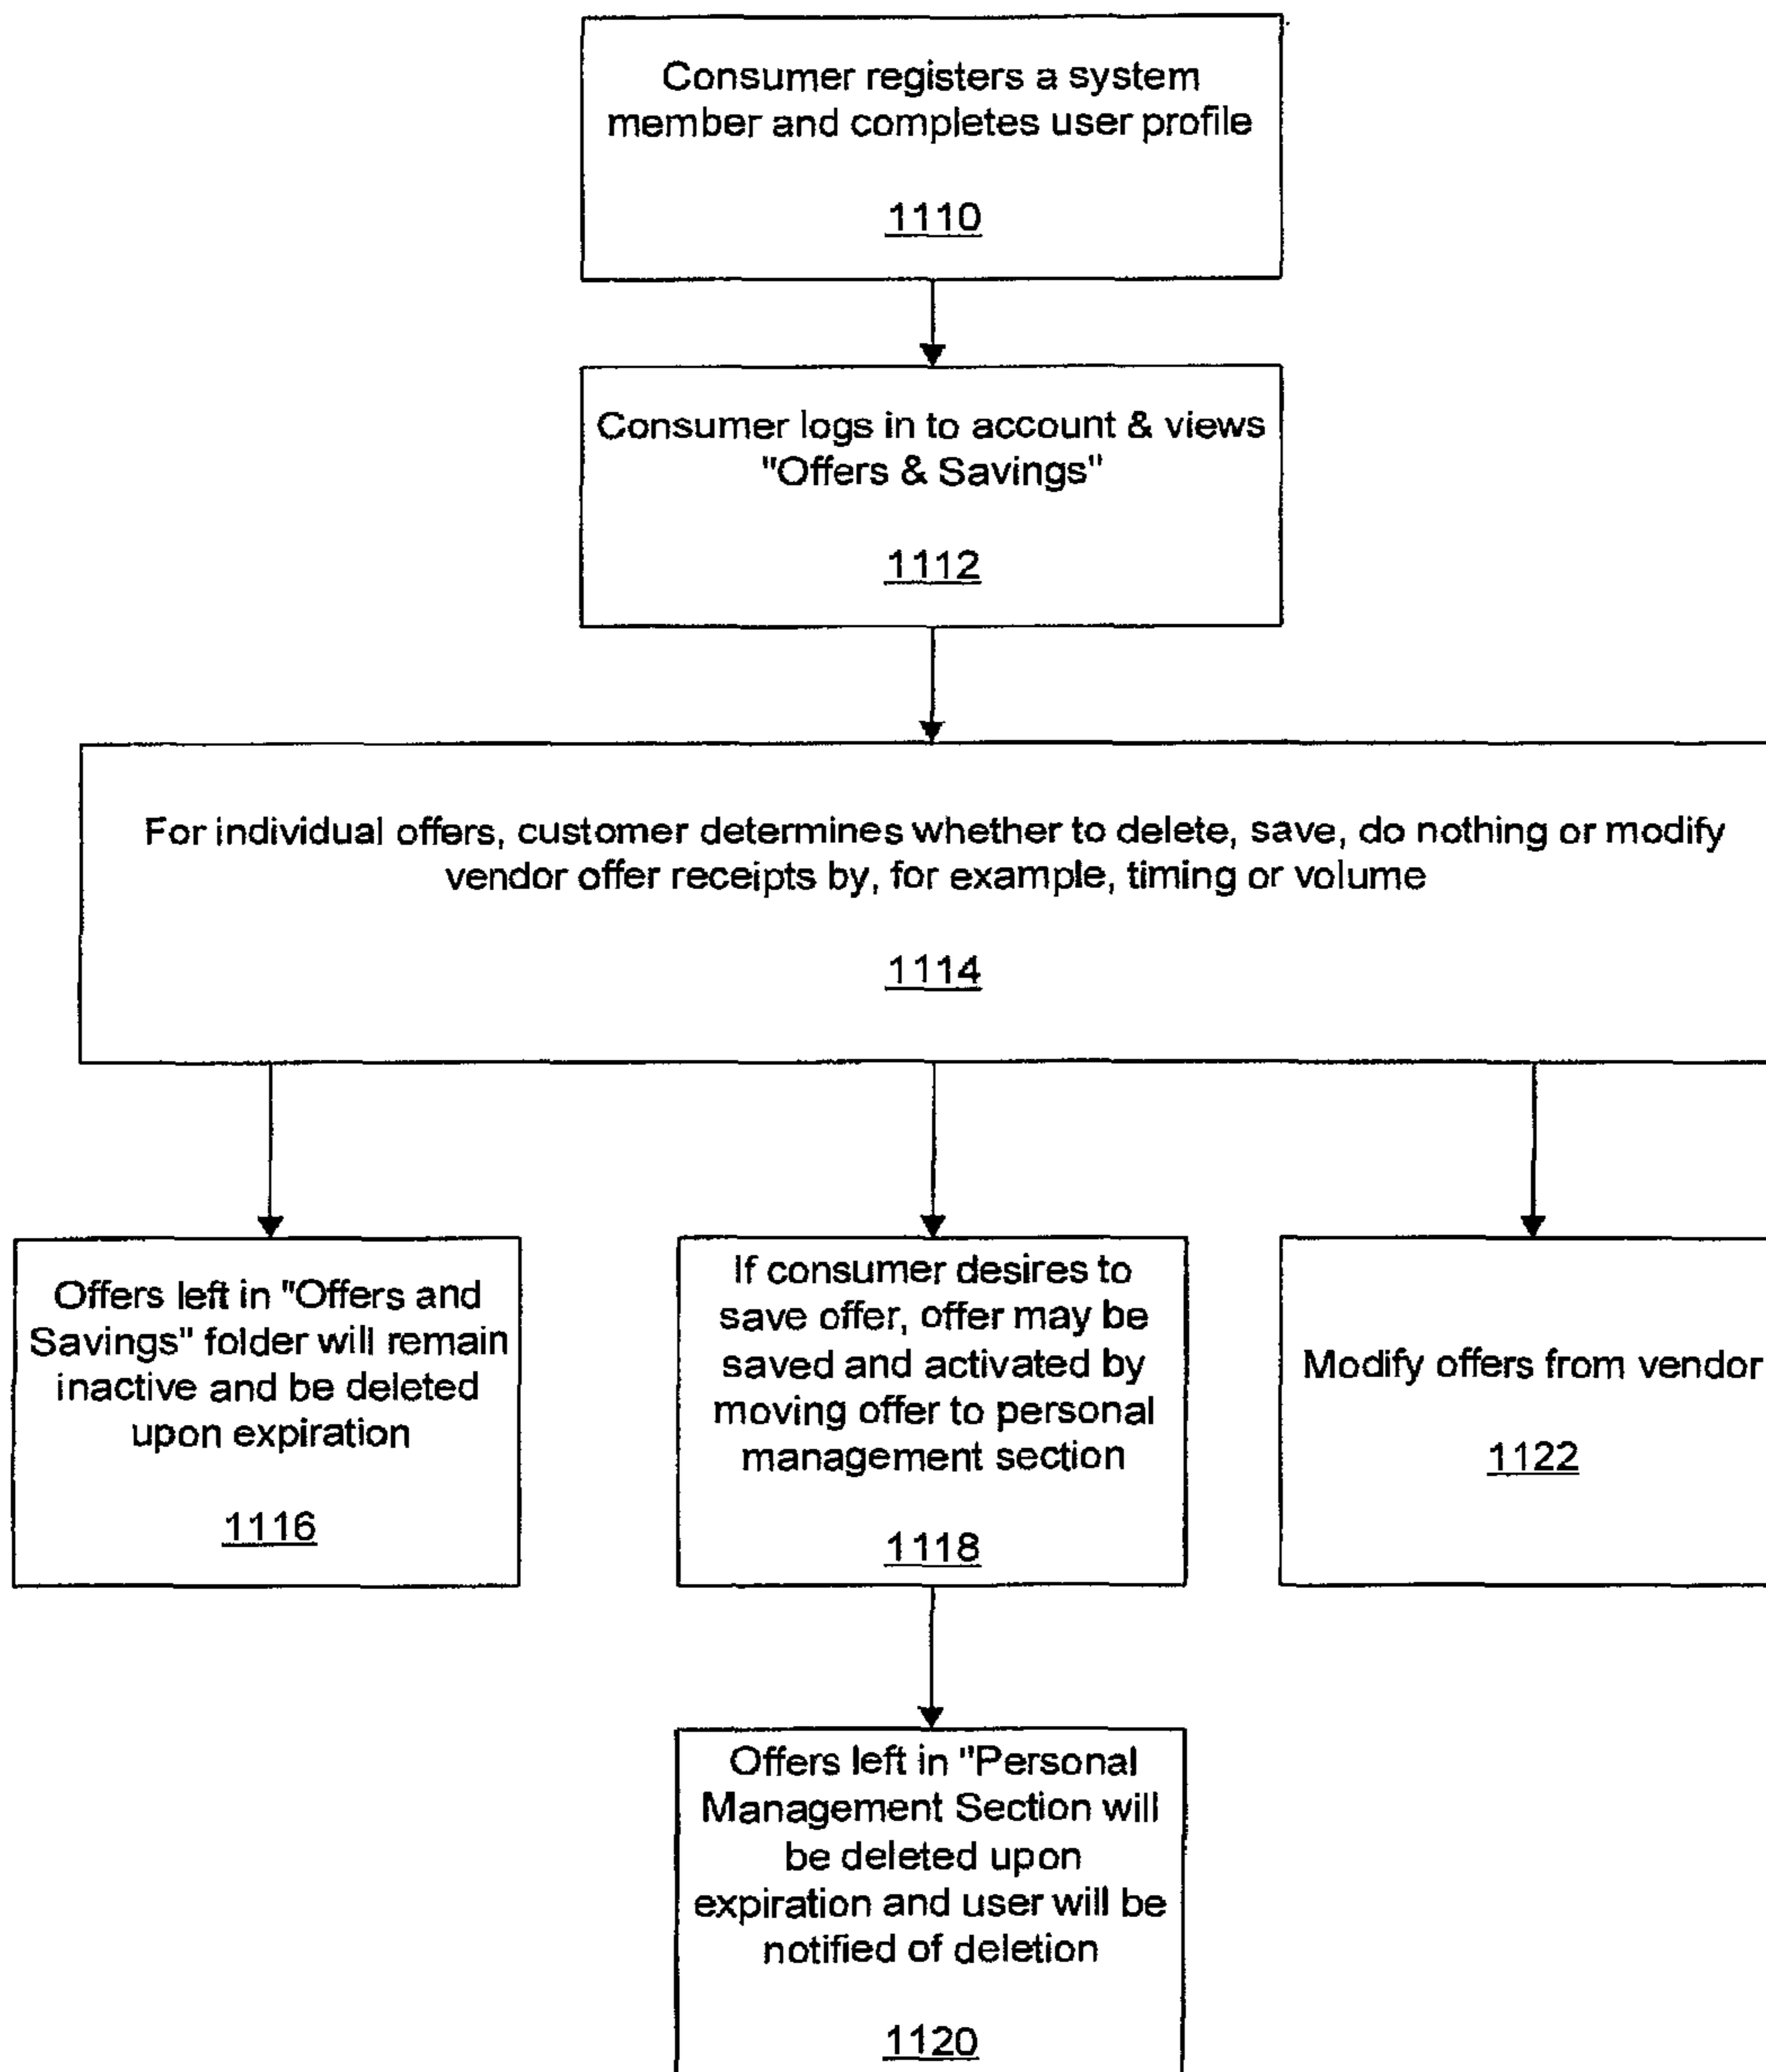 Consumer registers a system
member and completes user profile
1110
Consumer logs in to account & views
"Offers & Savings"
1112
For individual offers, customer determines whether to delete, save, do nothing or modify
vendor offer receipts by, for example, timing or volume
1114
Offers left in "Offers and
Savings" folder will remain
inactive and be deleted
upon expiration
1116
If consumer desires to
save offer, offer may be
saved and activated by
moving offer to personal
management section
1118
Modify offers from vendor
1122
Offers left in "Personal
Management Section will
be deleted upon
expiration and user will be
notified of deletion
1120